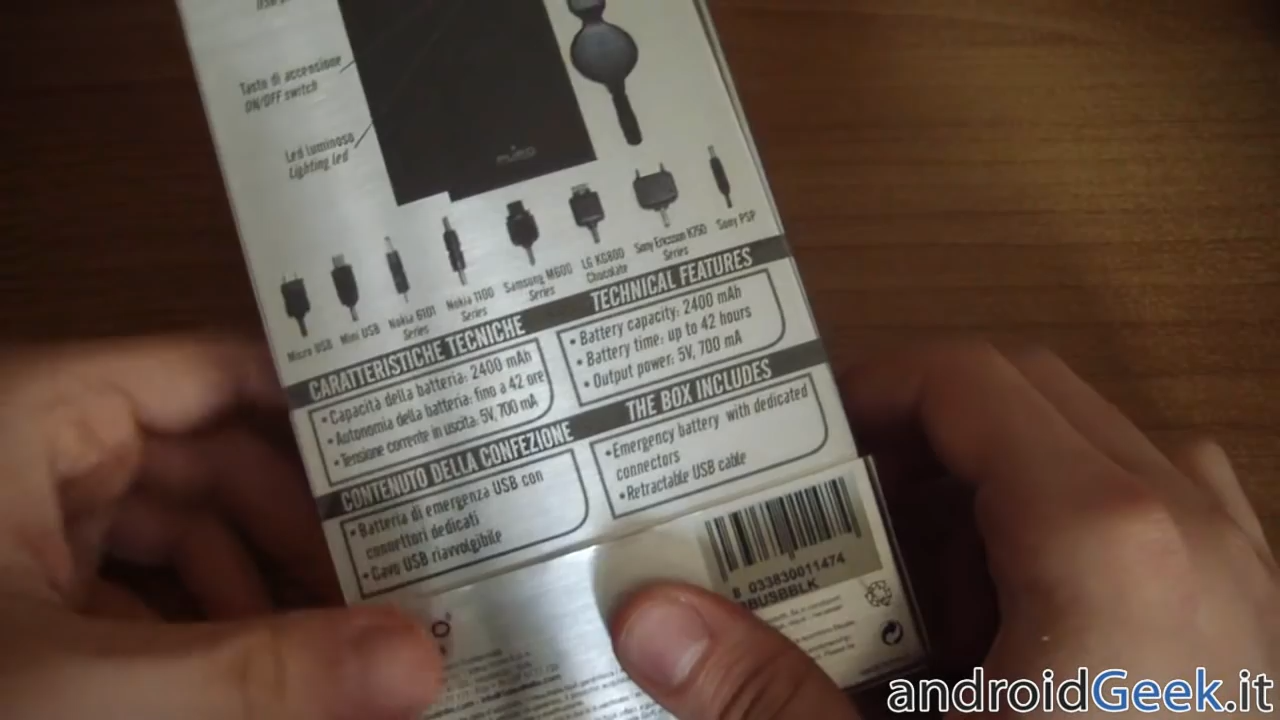 Tasto di accensione
ON/OFF switch
Led luminoso
Lighting led
PURO
Micro USB
Mini USB
Nokia 6101
Series
Nokia 1100
Series
Samsung M600
Series
LG KG800
Chocolate
Sony Ericsson K750
Series
Sony PSP
CARATTERISTICHE TECNICHE
• Capacità della batteria: 2400 mAh
• Autonomia della batteria: fino a 42 ore
• Tensione corrente in uscita: 5V, 700 mA
TECHNICAL FEATURES
• Battery capacity: 2400 mAh
• Battery time: up to 42 hours
• Output power: 5V, 700 mA
CONTENUTO DELLA CONFEZIONE
• Batteria di emergenza USB con
connettori dedicati
• Cavo USB riavvolgibile
THE BOX INCLUDES
• Emergency battery with dedicated
connectors
• Retractable USB cable
8 033830011474
BUSBBLK
androidGeek.it